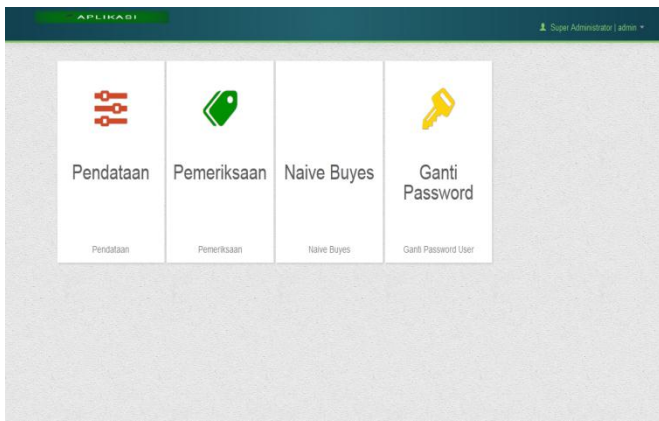 APLIKASI
Super Administrator | admin
Pendataan
Pendataan
Pemeriksaan
Pemeriksaan
Naive Buyes
Naive Buyes
Ganti
Password
Ganti Password User